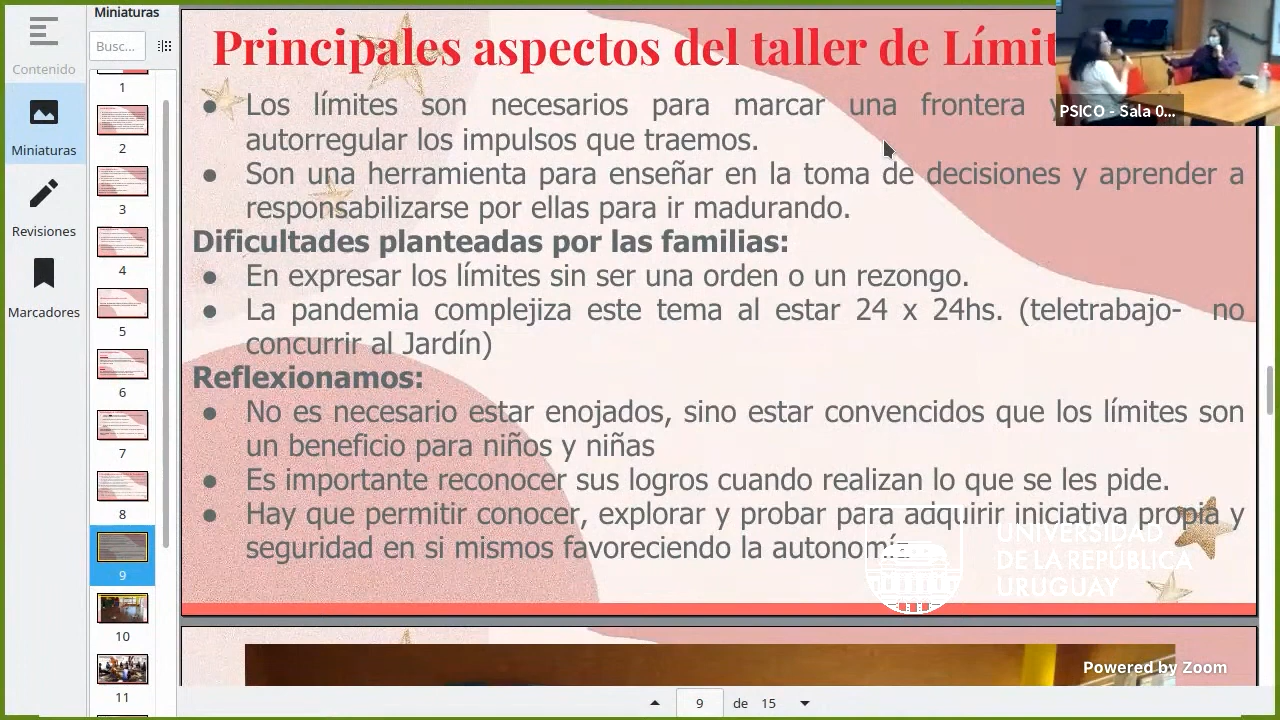 Contenido
Miniaturas
Revisiones
Marcadores
Miniaturas
Busc...
1
2
3
4
5
6
7
8
9
10
11
Principales aspectos del taller de Límit
● Los límites son necesarios para marcar una frontera y
autorregular los impulsos que traemos.
● Son una herramienta para enseñar en la toma de decisiones y aprender a
responsabilizarse por ellas para ir madurando.
Dificultades planteadas por las familias:
● En expresar los límites sin ser una orden o un rezongo.
● La pandemia complejiza este tema al estar 24 x 24hs. (teletrabajo- no
concurrir al Jardín)
Reflexionamos:
● No es necesario estar enojados, sino estar convencidos que los límites son
un beneficio para niños y niñas
● Es importante reconocer sus logros cuando realizan lo que se les pide.
● Hay que permitir conocer, explorar y probar para adquirir iniciativa propia y
seguridad en si mismos favoreciendo la autonomía
UNIVERSIDAD
DE LA REPÚBLICA
URUGUAY
PSICO - Sala 0...
Powered by Zoom
9 de 15